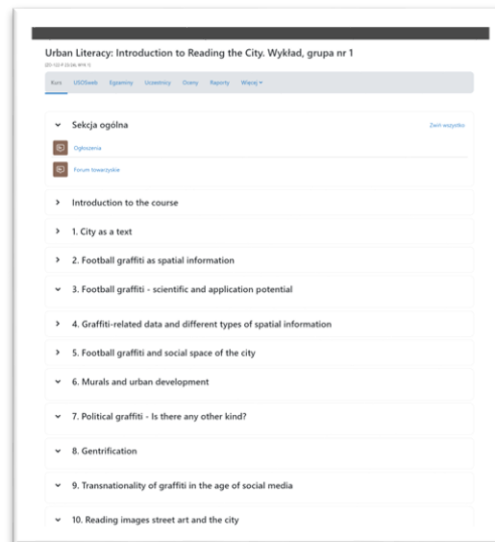 Urban Literacy: Introduction to Reading the City. Wykład, grupa nr 1
Kurs USOSweb Egzaminy Uczestnicy Oceny Raporty Więcej
Sekcja ogólna
Zwiń wszystko
Ogłoszenia
Forum towarzyskie
Introduction to the course
1. City as a text
2. Football graffiti as spatial information
3. Football graffiti - scientific and application potential
4. Graffiti-related data and different types of spatial information
5. Football graffiti and social space of the city
6. Murals and urban development
7. Political graffiti - Is there any other kind?
8. Gentrification
9. Transnationality of graffiti in the age of social media
10. Reading images street art and the city